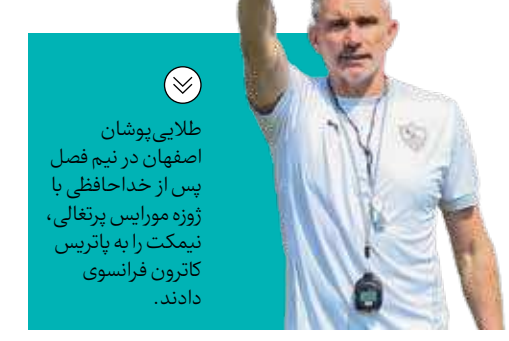 طلایی‌پوشان
اصفهان در نیم فصل
پس از خداحافظی با
ژوزه مورایس پرتغالی،
نیمکت را به پاتریس
کاترون فرانسوی
دادند.